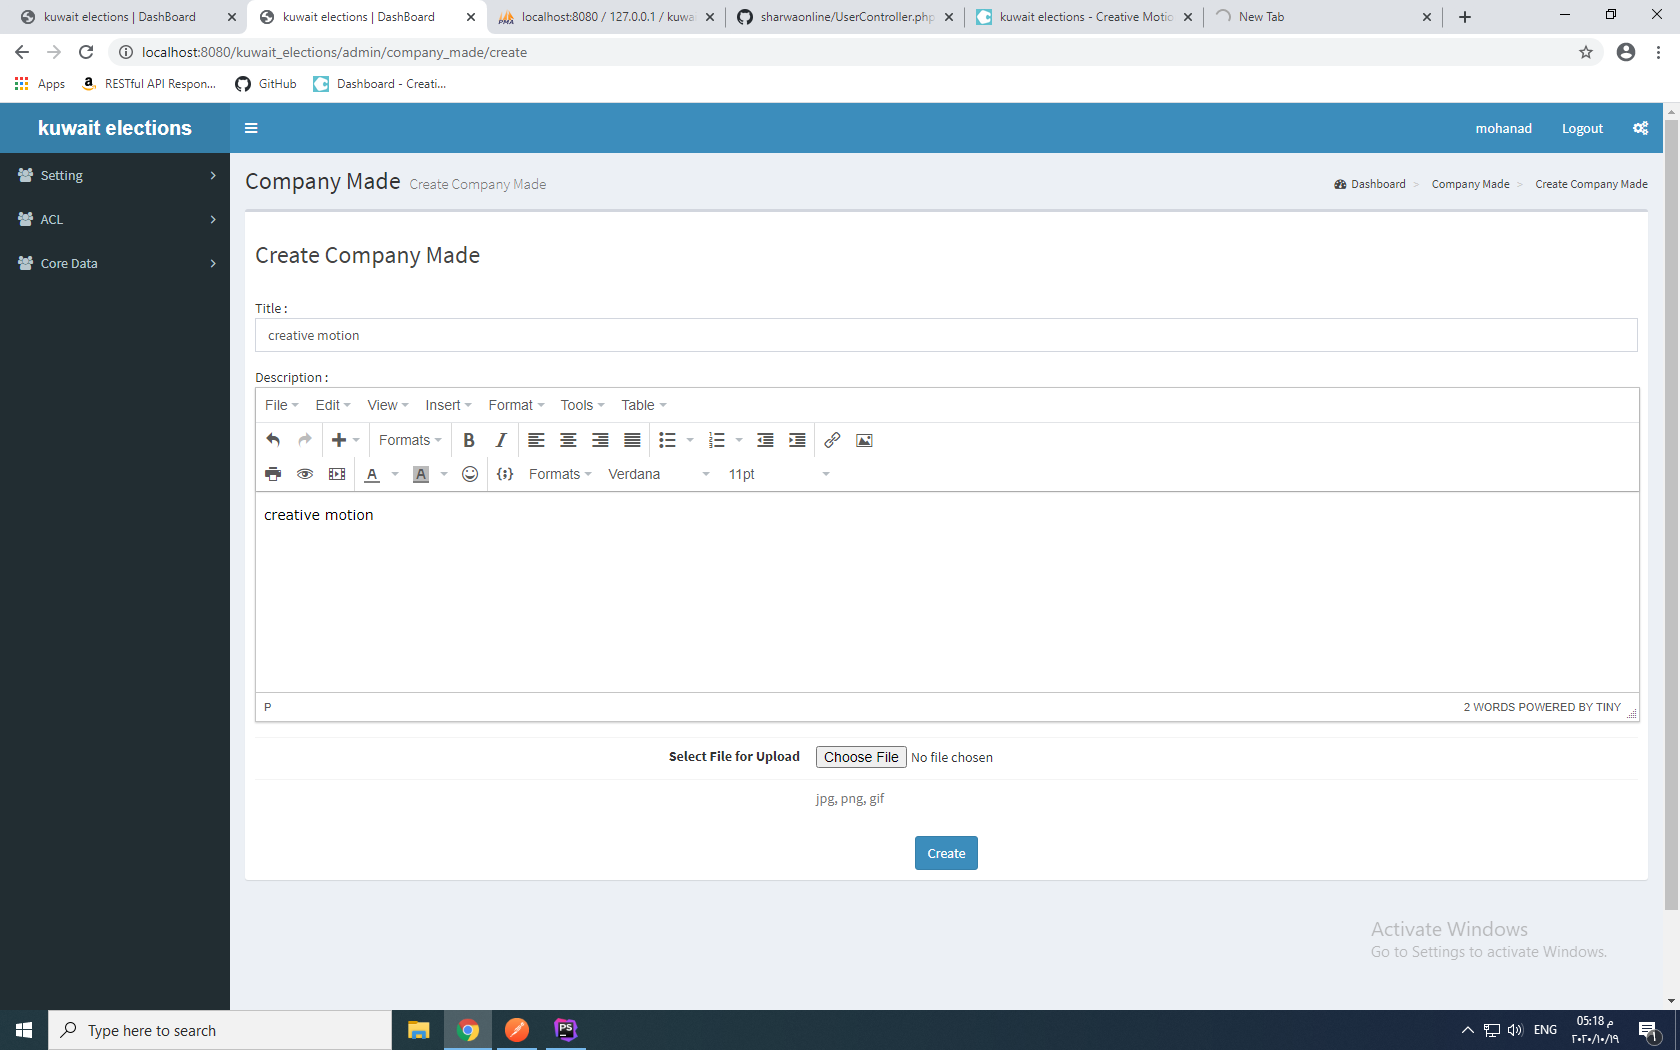 kuwait elections | DashBoard
kuwait elections | DashBoard
localhost:8080 / 127.0.0.1 / kuwai
sharwaonline/UserController.php
kuwait elections - Creative Motio
New Tab
localhost:8080/kuwait_elections/admin/company_made/create
Apps
RESTful API Respon...
GitHub
Dashboard - Creati...
kuwait elections
mohanad
Logout
Setting
ACL
Core Data
Company Made Create Company Made
Dashboard > Company Made > Create Company Made
Create Company Made
Title :
creative motion
Description :
File Edit View Insert Format Tools Table
Formats B I
A A Formats Verdana 11pt
creative motion
P
2 WORDS POWERED BY TINY
Select File for Upload Choose File No file chosen
jpg, png, gif
Create
Activate Windows
Go to Settings to activate Windows.
Type here to search
PS
ENG
05:18 م
٢٠٢٠/١٠/١٩
١